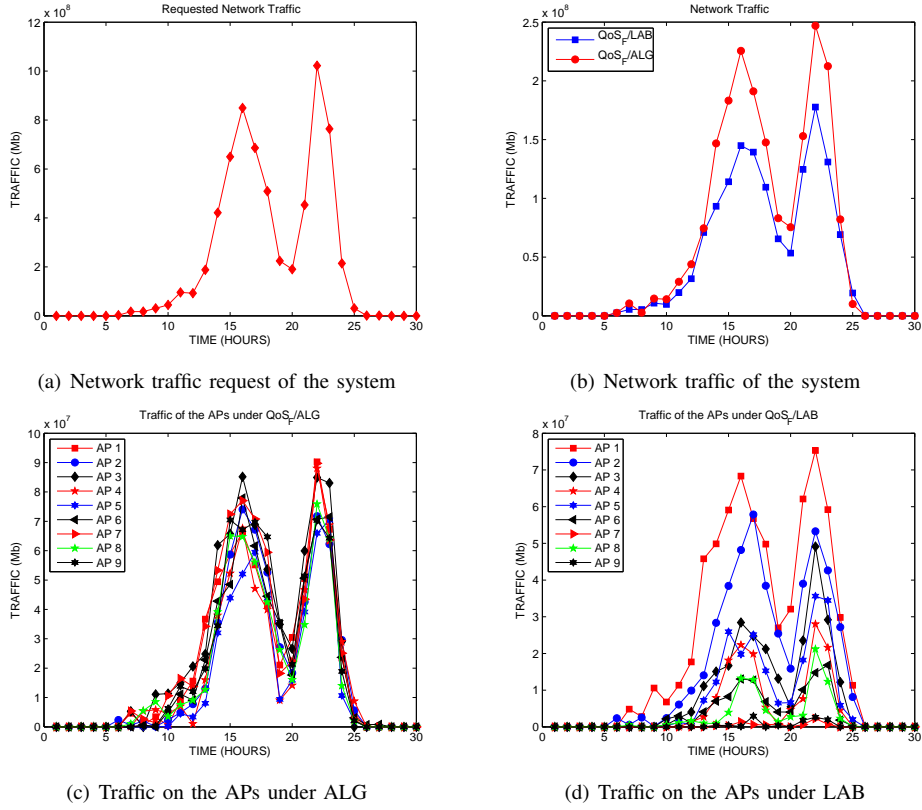 Requested Network Traffic
x 10^8
12
10
8
6
4
2
0
TRAFFIC (Mb)
0 5 10 15 20 25 30
TIME (HOURS)
(a) Network traffic request of the system
Network Traffic
x 10^8
2.5
2
1.5
1
0.5
0
TRAFFIC (Mb)
QoS_F/LAB
QoS_F/ALG
0 5 10 15 20 25 30
TIME (HOURS)
(b) Network traffic of the system
Traffic of the APs under QoS_F/ALG
x 10^7
10
9
8
7
6
5
4
3
2
1
0
TRAFFIC (Mb)
AP 1
AP 2
AP 3
AP 4
AP 5
AP 6
AP 7
AP 8
AP 9
0 5 10 15 20 25 30
TIME (HOURS)
(c) Traffic on the APs under ALG
Traffic of the APs under QoS_F/LAB
x 10^7
8
7
6
5
4
3
2
1
0
TRAFFIC (Mb)
AP 1
AP 2
AP 3
AP 4
AP 5
AP 6
AP 7
AP 8
AP 9
0 5 10 15 20 25 30
TIME (HOURS)
(d) Traffic on the APs under LAB